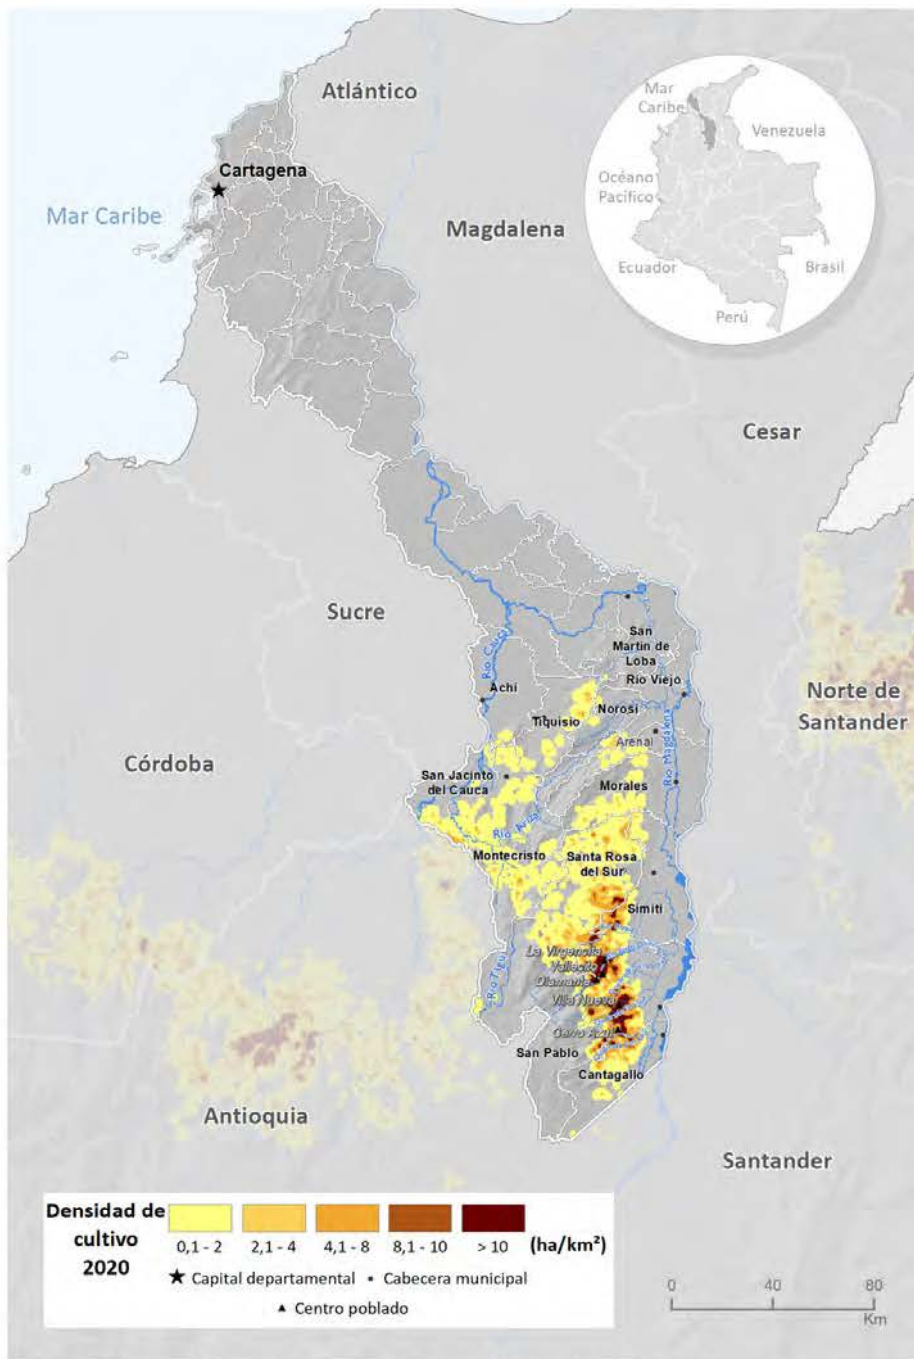 Atlántico
Mar
Caribe
Venezuela
Cartagena
Océano
Pacífico
Mar Caribe
Magdalena
Ecuador
Brasil
Perú
Cesar
Sucre
San
Martín de
Loba
Río Cauca
Achí
Río Viejo
Norte de
Santander
Norosí
Tiquisio
Arenal
Río Magdalena
Córdoba
San Jacinto
del Cauca
Morales
Montecristo
Santa Rosa
del Sur
Simití
La Virgencita
Vallecito
Diamante
Villa Nueva
Cerro Azul
San Pablo
Cantagallo
Antioquia
Santander
Densidad de
cultivo
2020
0,1 - 2 2,1 - 4 4,1 - 8 8,1 - 10 > 10 (ha/km²)
Capital departamental Cabecera municipal
Centro poblado
0 40 80
Km